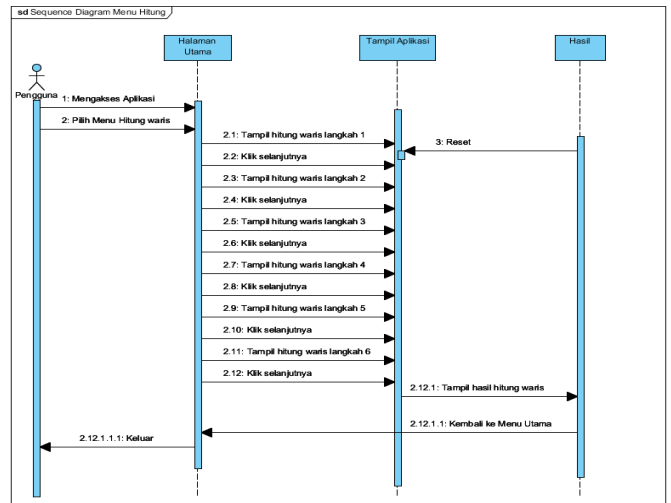 sd Sequence Diagram Menu Hitung
Halaman
Utama
Tampil Aplikasi
Hasil
Pengguna
1: Mengakses Aplikasi
2: Pilih Menu Hitung waris
2.1: Tampil hitung waris langkah 1
3: Reset
2.2: Klik selanjutnya
2.3: Tampil hitung waris langkah 2
2.4: Klik selanjutnya
2.5: Tampil hitung waris langkah 3
2.6: Klik selanjutnya
2.7: Tampil hitung waris langkah 4
2.8: Klik selanjutnya
2.9: Tampil hitung waris langkah 5
2.10: Klik selanjutnya
2.11: Tampil hitung waris langkah 6
2.12: Klik selanjutnya
2.12.1: Tampil hasil hitung waris
2.12.1.1: Kembali ke Menu Utama
2.12.1.1.1: Keluar